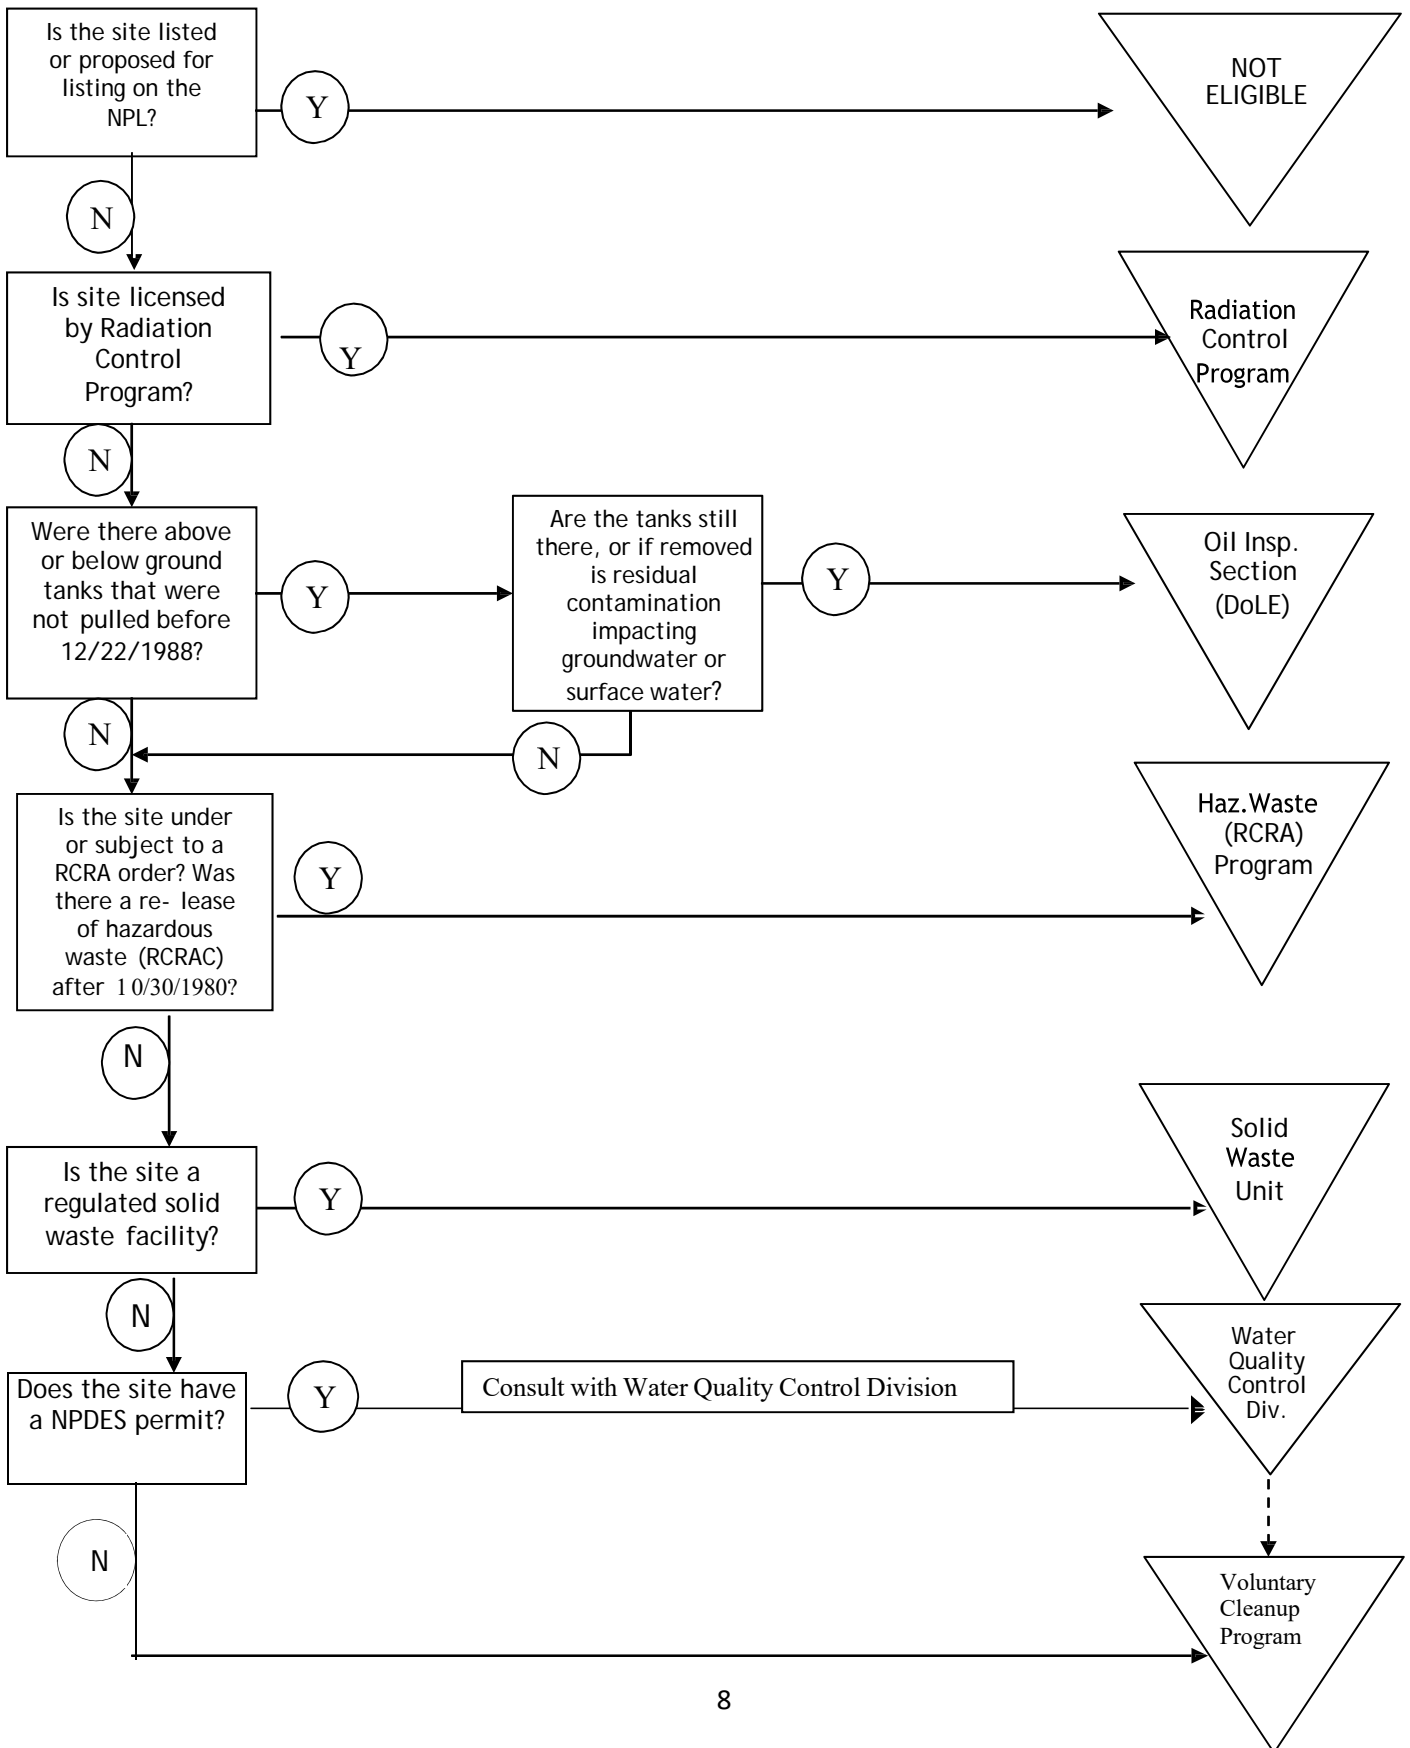 Is the site listed
or proposed for
listing on the
NPL?
Y
NOT
ELIGIBLE
N
Is site licensed
by Radiation
Control
Program?
Y
Radiation
Control
Program
N
Were there above
or below ground
tanks that were
not pulled before
12/22/1988?
Y
Are the tanks still
there, or if removed
is residual
contamination
impacting
groundwater or
surface water?
Y
Oil Insp.
Section
(DoLE)
N
N
Is the site under
or subject to a
RCRA order? Was
there a re- lease
of hazardous
waste (RCRAC)
after 10/30/1980?
Y
Haz.Waste
(RCRA)
Program
N
Is the site a
regulated solid
waste facility?
Y
Solid
Waste
Unit
N
Does the site have
a NPDES permit?
Y
Consult with Water Quality Control Division
Water
Quality
Control
Div.
N
Voluntary
Cleanup
Program
8